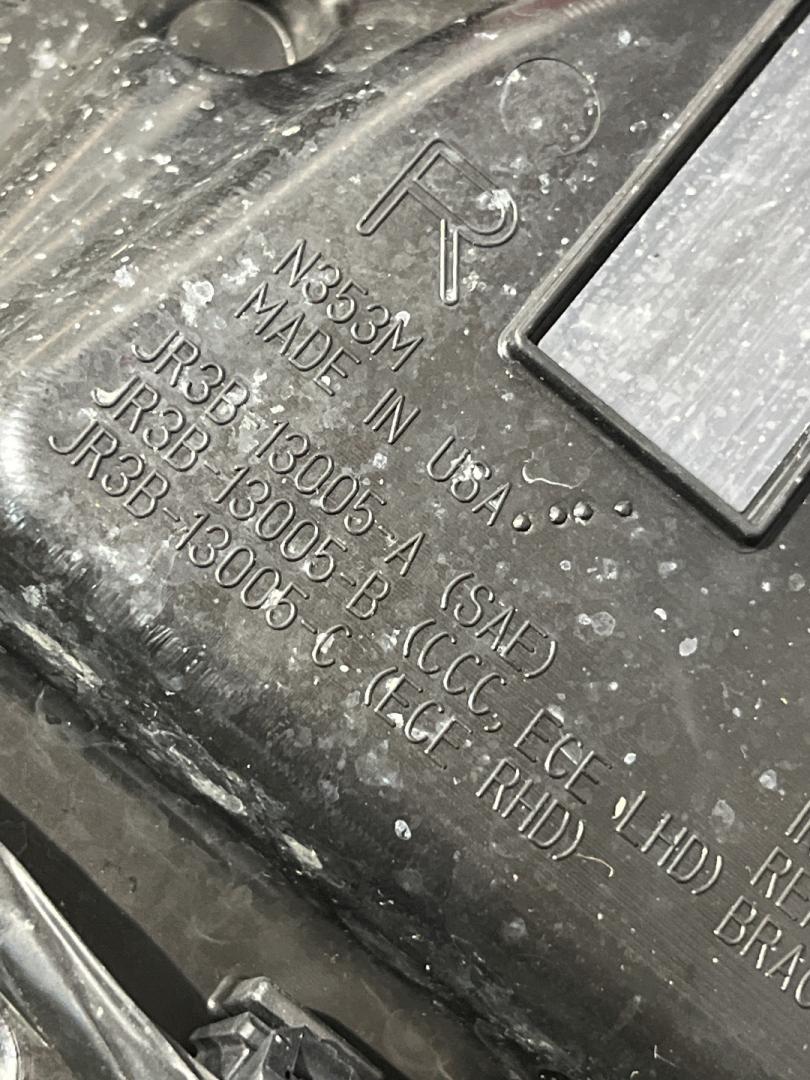 R
N353M
MADE IN USA
JR3B-13005-A (SAE)
JR3B-13005-B (CCC, ECE LHD)
JR3B-13005-C (ECE RHD)